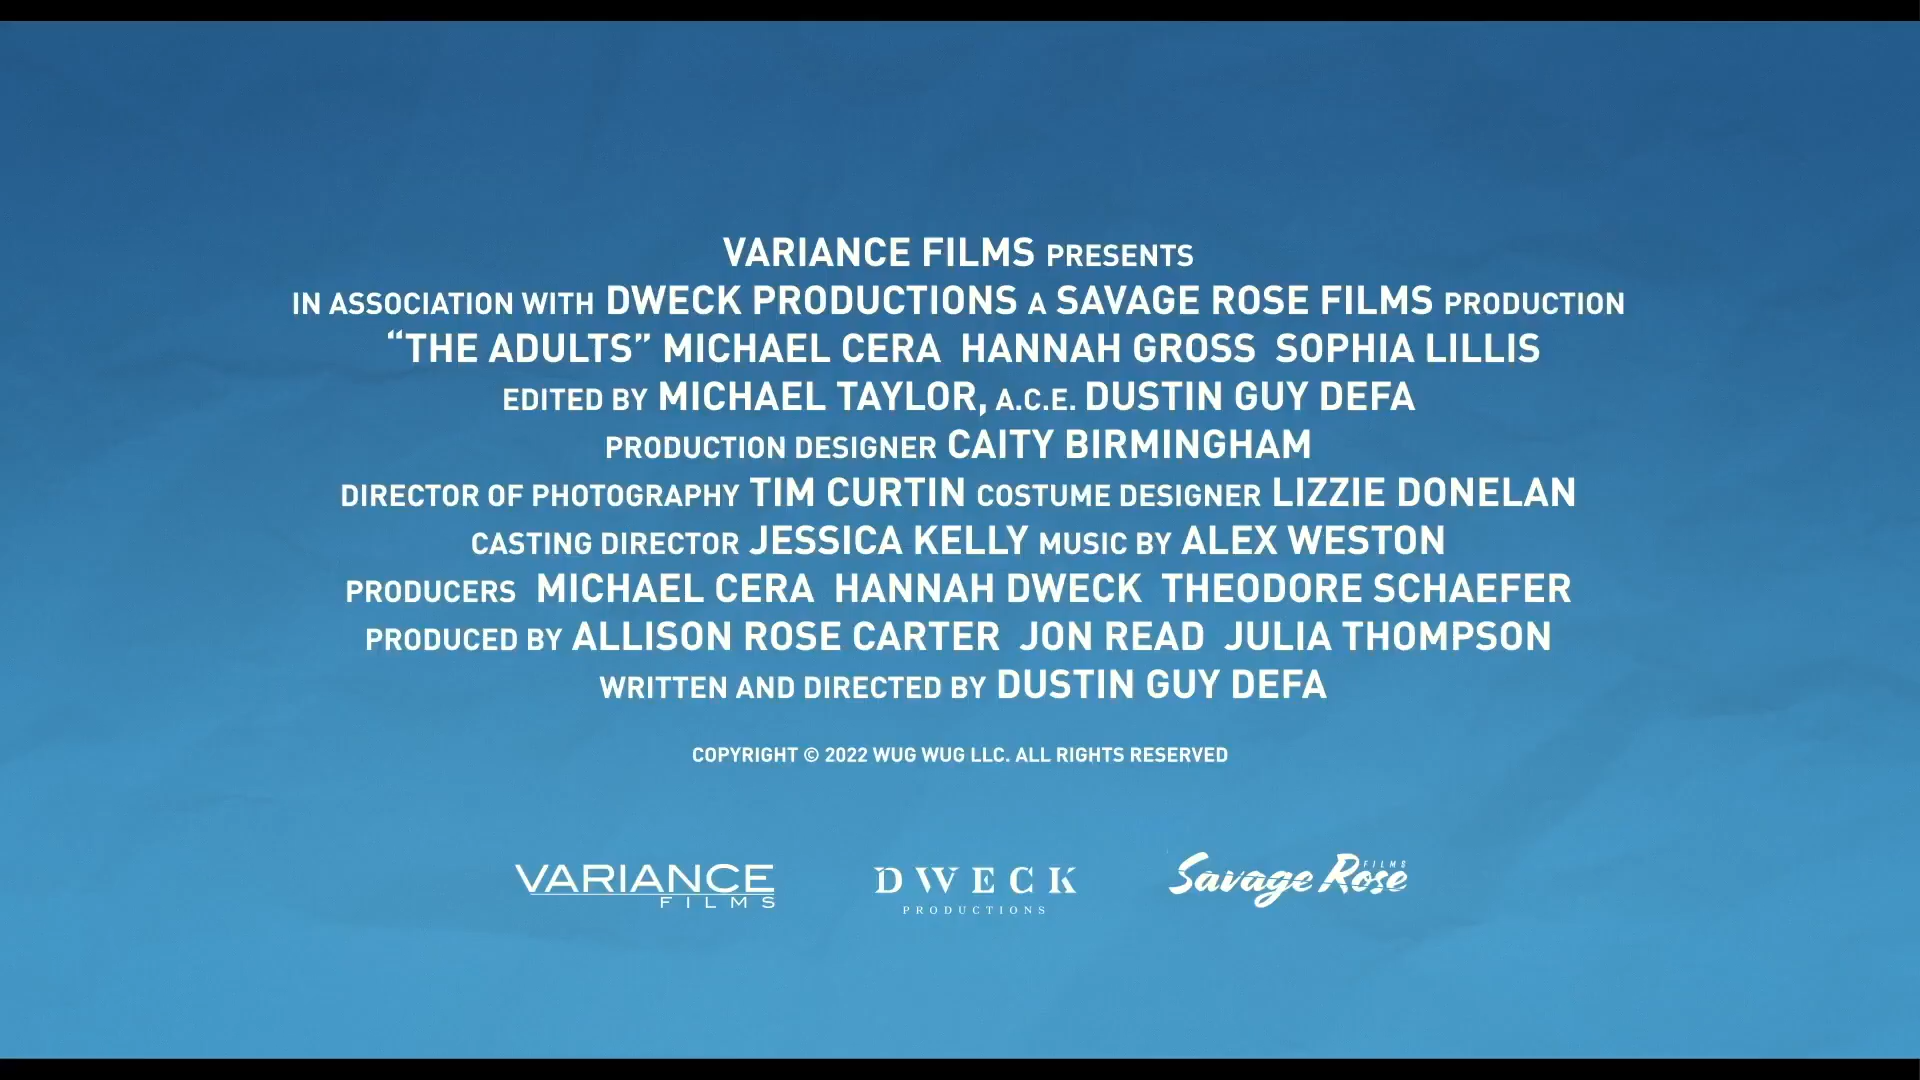 VARIANCE FILMS PRESENTS
IN ASSOCIATION WITH DWECK PRODUCTIONS A SAVAGE ROSE FILMS PRODUCTION
“THE ADULTS” MICHAEL CERA HANNAH GROSS SOPHIA LILLIS
EDITED BY MICHAEL TAYLOR, A.C.E. DUSTIN GUY DEFA
PRODUCTION DESIGNER CAITY BIRMINGHAM
DIRECTOR OF PHOTOGRAPHY TIM CURTIN COSTUME DESIGNER LIZZIE DONELAN
CASTING DIRECTOR JESSICA KELLY MUSIC BY ALEX WESTON
PRODUCERS MICHAEL CERA HANNAH DWECK THEODORE SCHAEFER
PRODUCED BY ALLISON ROSE CARTER JON READ JULIA THOMPSON
WRITTEN AND DIRECTED BY DUSTIN GUY DEFA
COPYRIGHT © 2022 WUG WUG LLC. ALL RIGHTS RESERVED
VARIANCE
FILMS
DWECK
PRODUCTIONS
Savage Rose
FILMS